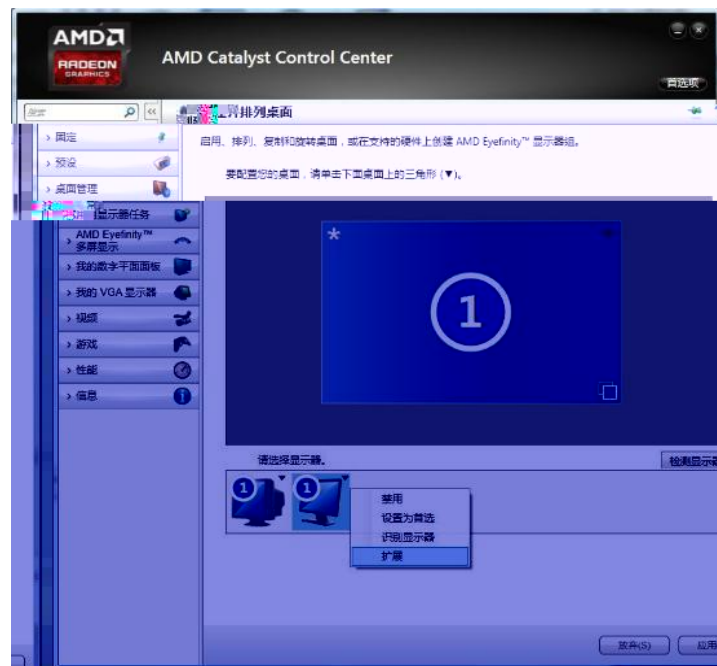 AMD
RADEON
GRAPHICS
AMD Catalyst Control Center
首选项
搜索
排列桌面
固定
启用、排列、复制和旋转桌面，或在支持的硬件上创建 AMD Eyefinity™ 显示器组。
预设
要配置您的桌面，请单击下面桌面上的三角形 (▼)。
桌面管理
显示器任务
AMD Eyefinity™
多屏显示
我的数字平面面板
我的 VGA 显示器
视频
游戏
性能
信息
1
请选择显示器。
检测显示器
1
1
禁用
设置为首选
识别显示器
扩展
放弃(S)
应用